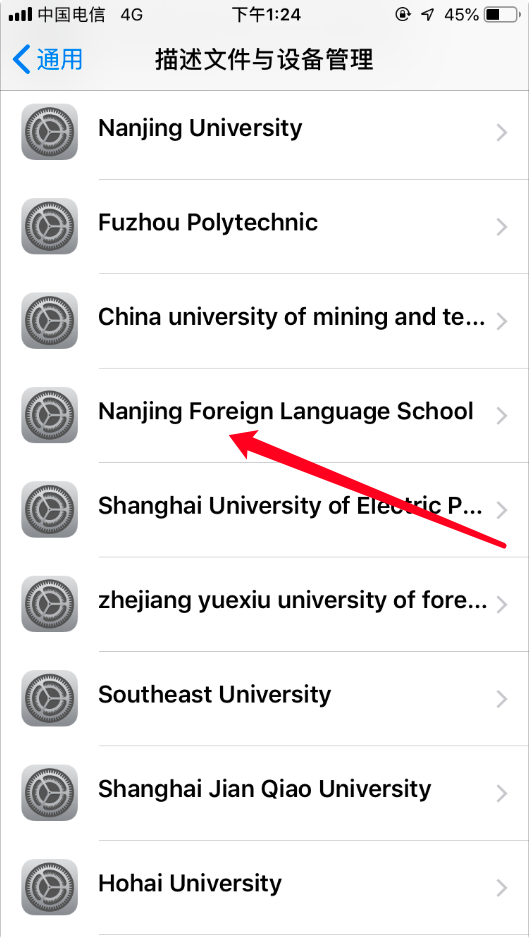 中国电信 4G 下午1:24 45%
通用 描述文件与设备管理
Nanjing University
Fuzhou Polytechnic
China university of mining and te...
Nanjing Foreign Language School
Shanghai University of Electric P...
zhejiang yuexiu university of fore...
Southeast University
Shanghai Jian Qiao University
Hohai University